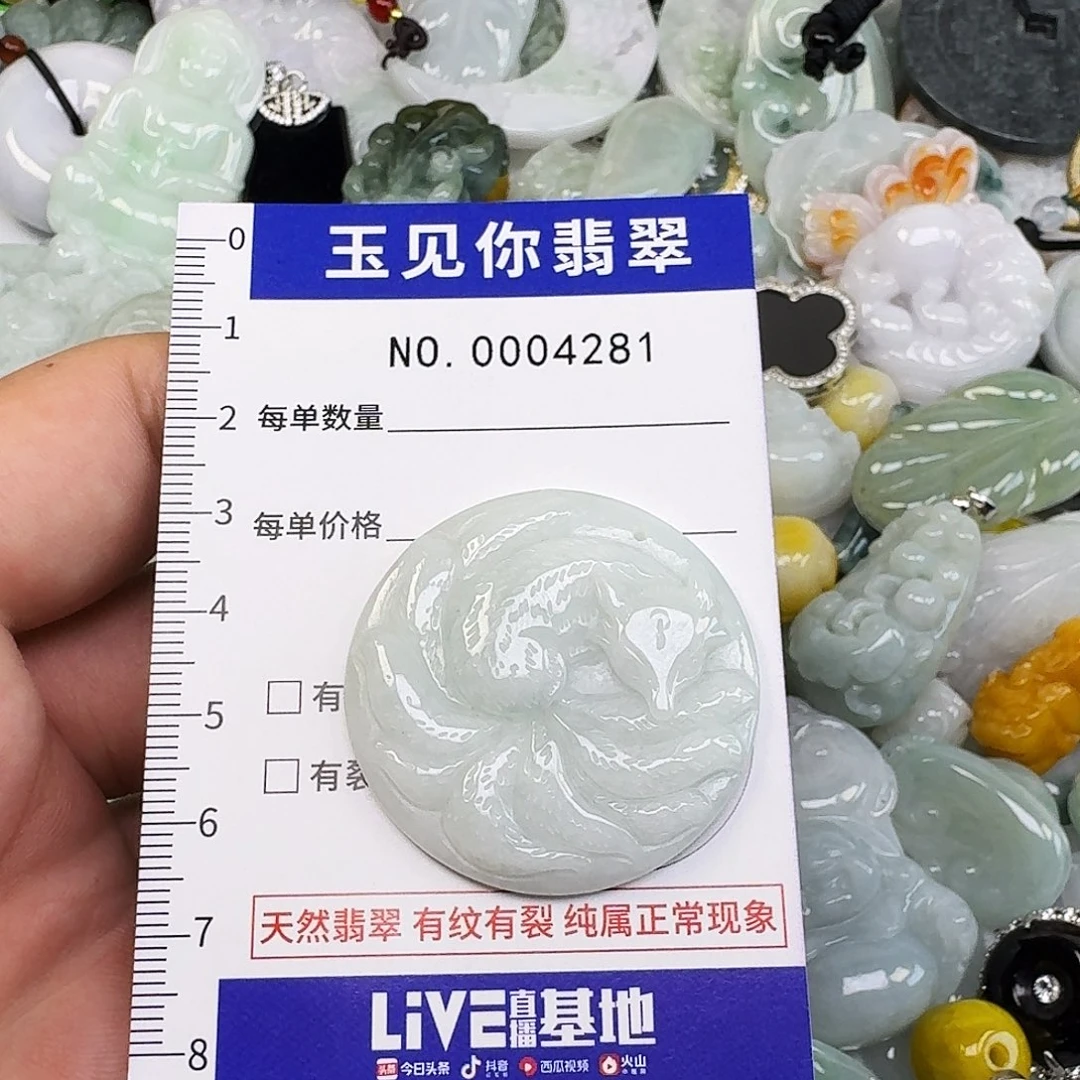 玉见你翡翠
0
NO. 0004281
1
2
每单数量
3
每单价格
4
5
有
有裂
6
天然翡翠 有纹有裂 纯属正常现象
7
LiVE直播基地
8
头条 今日头条 抖音 西瓜视频 火山